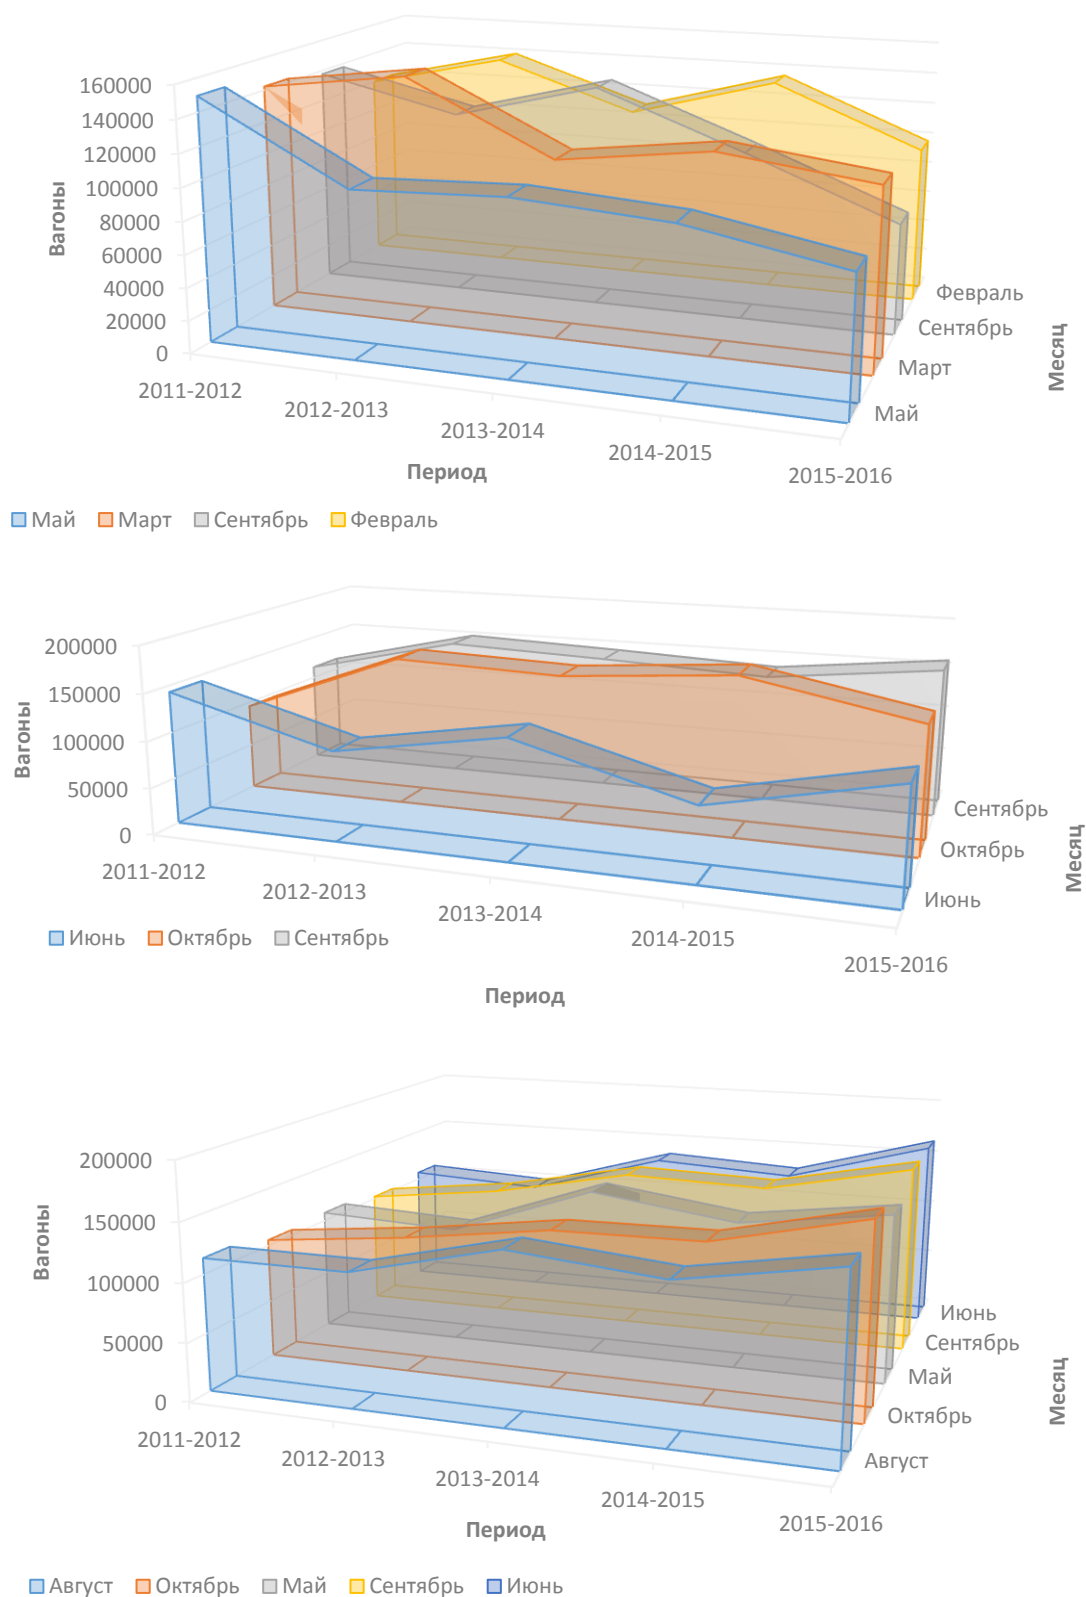 160000
140000
120000
100000
80000
60000
40000
20000
0
Вагоны
2011-2012
2012-2013
2013-2014
2014-2015
2015-2016
Период
Февраль
Сентябрь
Март
Май
Месяц
Май Март Сентябрь Февраль
200000
150000
100000
50000
0
Вагоны
2011-2012
2012-2013
2013-2014
2014-2015
2015-2016
Сентябрь
Октябрь
Июнь
Месяц
Июнь Октябрь Сентябрь
Период
200000
150000
100000
50000
0
Вагоны
2011-2012
2012-2013
2013-2014
2014-2015
2015-2016
Период
Июнь
Сентябрь
Май
Октябрь
Август
Месяц
Август Октябрь Май Сентябрь Июнь